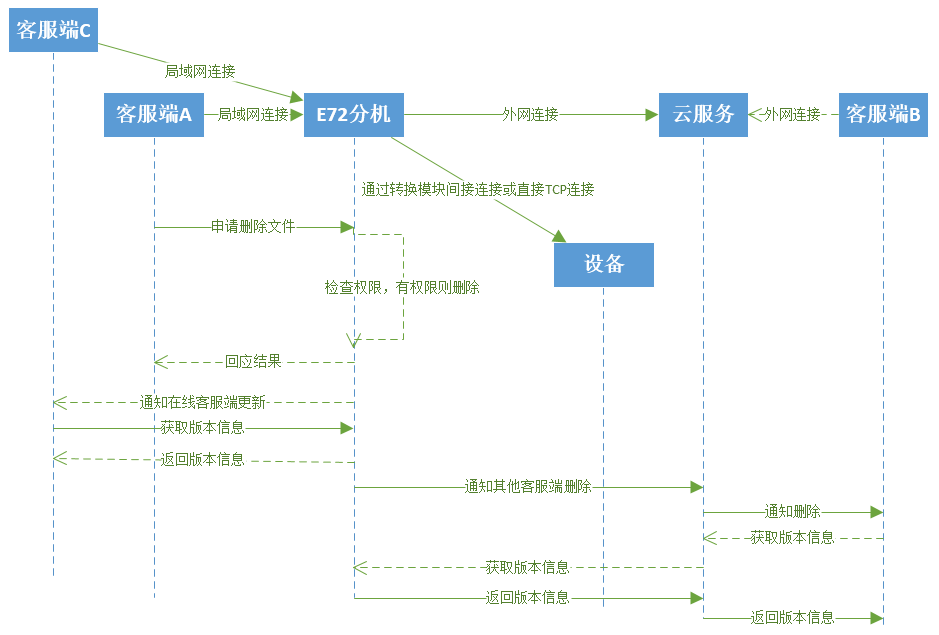 客服端C
局域网连接
客服端A
局域网连接
E72分机
外网连接
云服务
外网连接
客服端B
通过转换模块间接连接或直接TCP连接
申请删除文件
设备
检查权限，有权限则删除
回应结果
通知在线客服端更新
获取版本信息
返回版本信息
通知其他客服端删除
通知删除
获取版本信息
获取版本信息
返回版本信息
返回版本信息